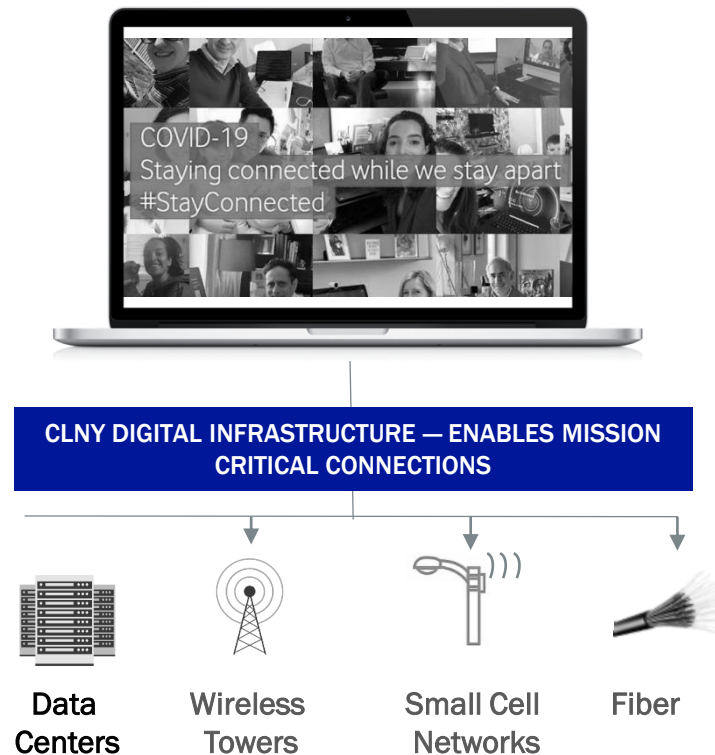 COVID-19
Staying connected while we stay apart
#StayConnected
CLNY DIGITAL INFRASTRUCTURE — ENABLES MISSION
CRITICAL CONNECTIONS
Data
Centers
Wireless
Towers
Small Cell
Networks
Fiber